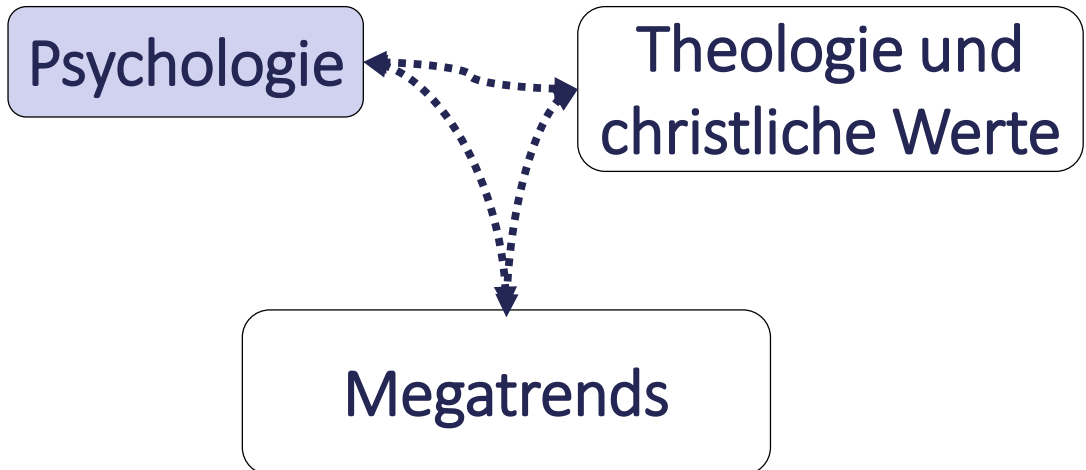 Psychologie
Theologie und
christliche Werte
Megatrends